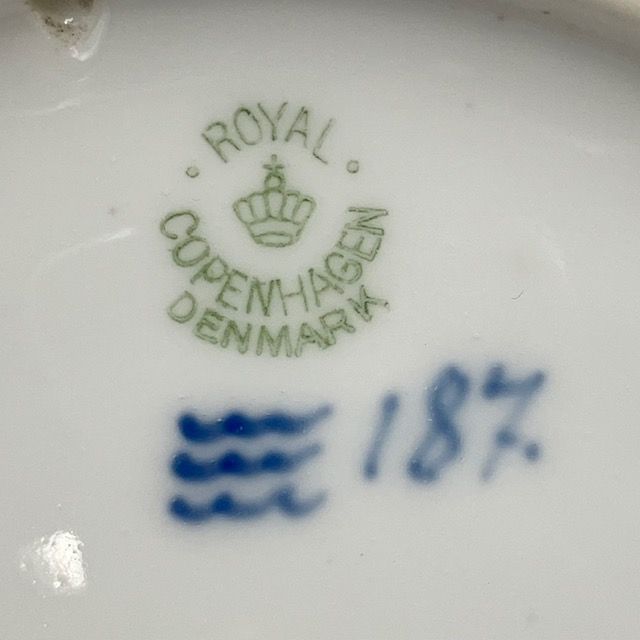 ROYAL
COPENHAGEN
DENMARK
187.